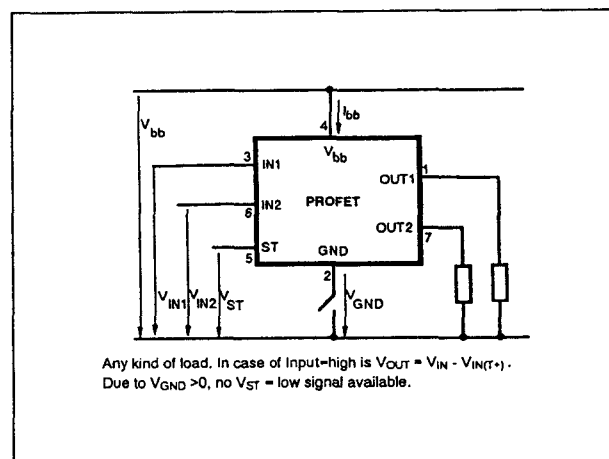 I_bb
V_bb
4
V_bb
3
IN1
OUT1
1
PROFET
IN2
6
OUT2
7
ST
5
GND
2
V_IN1
V_IN2
V_ST
V_GND
Any kind of load. In case of Input=high is V_OUT = V_IN - V_IN(T+) .
Due to V_GND >0, no V_ST = low signal available.